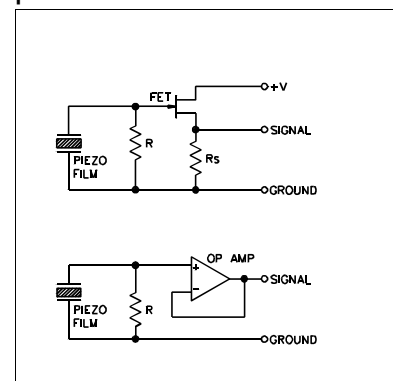 FET
+V
SIGNAL
R
Rs
PIEZO
FILM
GROUND
OP AMP
+
SIGNAL
-
PIEZO
FILM
R
GROUND